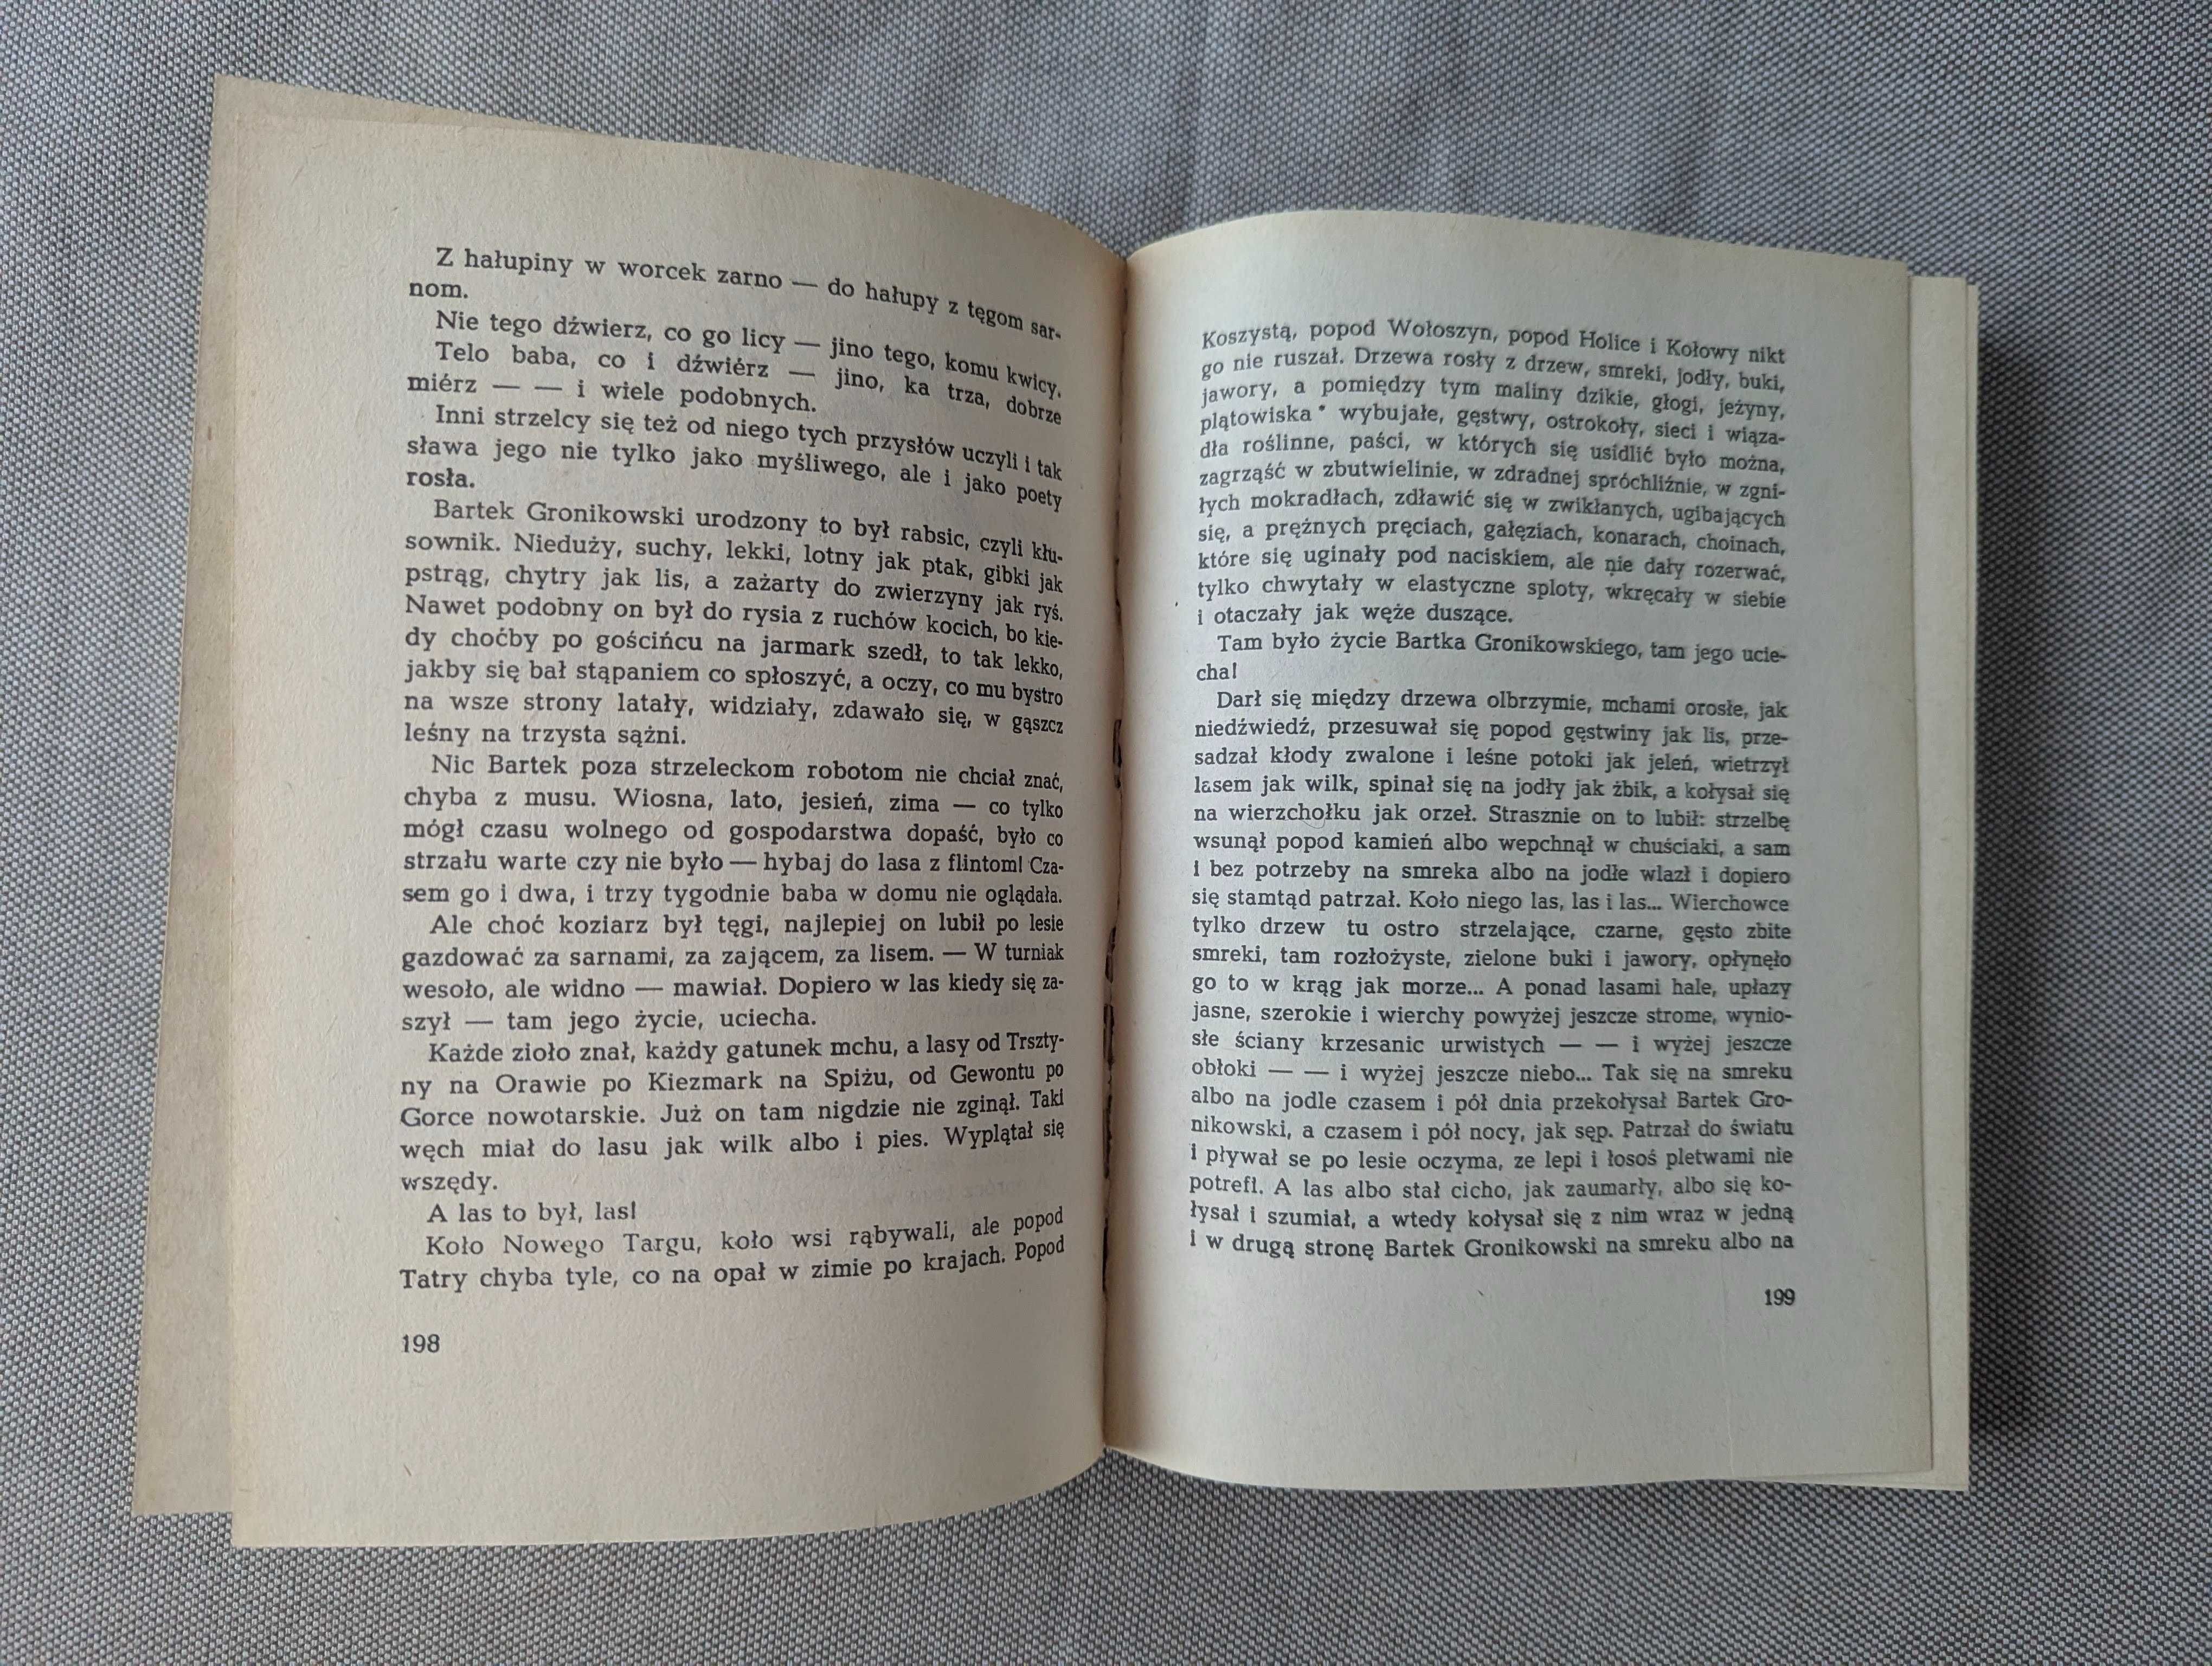 Z hałupiny w worcek zarno — do hałupy z tęgom sar-
nom.
Nie tego dźwierz, co go licy — jino tego, komu kwicy.
Telo baba, co i dźwiérz — jino, ka trza, dobrze
miérz — — i wiele podobnych.
Inni strzelcy się też od niego tych przysłów uczyli i tak
sława jego nie tylko jako myśliwego, ale i jako poety
rosła.
Bartek Gronikowski urodzony to był rabsic, czyli kłu-
sownik. Nieduży, suchy, lekki, lotny jak ptak, gibki jak
pstrąg, chytry jak lis, a zażarty do zwierzyny jak ryś.
Nawet podobny on był do rysia z ruchów kocich, bo kie-
dy choćby po gościńcu na jarmark szedł, to tak lekko,
jakby się bał stąpaniem co spłoszyć, a oczy, co mu bystro
na wsze strony latały, widziały, zdawało się, w gąszcz
leśny na trzysta sążni.
Nic Bartek poza strzeleckom robotom nie chciał znać,
chyba z musu. Wiosna, lato, jesień, zima — co tylko
mógł czasu wolnego od gospodarstwa dopaść, było co
strzału warte czy nie było — hybaj do lasa z flintom! Cza-
sem go i dwa, i trzy tygodnie baba w domu nie oglądała.
Ale choć koziarz był tęgi, najlepiej on lubił po lesie
gazdować za sarnami, za zającem, za lisem. — W turniak
wesoło, ale widno — mawiał. Dopiero w las kiedy się za-
szył — tam jego życie, uciecha.
Każde zioło znał, każdy gatunek mchu, a lasy od Trszty-
ny na Orawie po Kiezmark na Spiżu, od Gewontu po
Gorce nowotarskie. Już on tam nigdzie nie zginął. Taki
węch miał do lasu jak wilk albo i pies. Wyplątał się
wszędy.
A las to był, las!
Koło Nowego Targu, koło wsi rąbywali, ale popod
Tatry chyba tyle, co na opał w zimie po krajach. Popod
198
Koszystą, popod Wołoszyn, popod Holice i Kołowy nikt
go nie ruszał. Drzewa rosły z drzew, smreki, jodły, buki,
jawory, a pomiędzy tym maliny dzikie, głogi, jeżyny,
plątowiska* wybujałe, gęstwy, ostrokoły, sieci i wiąza-
dła roślinne, paści, w których się usidlić było można,
zagrząść w zbutwielinie, w zdradnej spróchliźnie, w zgni-
łych mokradłach, zdławić się w zwikłanych, ugibających
się, a prężnych pręciach, gałęziach, konarach, choinach,
które się uginały pod naciskiem, ale nie dały rozerwać,
tylko chwytały w elastyczne sploty, wkręcały w siebie
i otaczały jak węże duszące.
Tam było życie Bartka Gronikowskiego, tam jego ucie-
cha!
Darł się między drzewa olbrzymie, mchami orosłe, jak
niedźwiedź, przesuwał się popod gęstwiny jak lis, prze-
sadzał kłody zwalone i leśne potoki jak jeleń, wietrzył
lasem jak wilk, spinał się na jodły jak żbik, a kołysał się
na wierzchołku jak orzeł. Strasznie on to lubił: strzelbę
wsunął popod kamień albo wepchnął w chuściaki, a sam
i bez potrzeby na smreka albo na jodłe wlazł i dopiero
się stamtąd patrzał. Koło niego las, las i las... Wierchowce
tylko drzew tu ostro strzelające, czarne, gęsto zbite
smreki, tam rozłożyste, zielone buki i jawory, opłynęło
go to w krąg jak morze... A ponad lasami hale, upłazy
jasne, szerokie i wierchy powyżej jeszcze strome, wynio-
słe ściany krzesanic urwistych — — i wyżej jeszcze
obłoki — — i wyżej jeszcze niebo... Tak się na smreku
albo na jodle czasem i pół dnia przekołysał Bartek Gro-
nikowski, a czasem i pół nocy, jak sęp. Patrzał do światu
i pływał se po lesie oczyma, ze lepi i łosoś pletwami nie
potrefi. A las albo stał cicho, jak zaumarły, albo się ko-
łysał i szumiał, a wtedy kołysał się z nim wraz w jedną
i w drugą stronę Bartek Gronikowski na smreku albo na
199